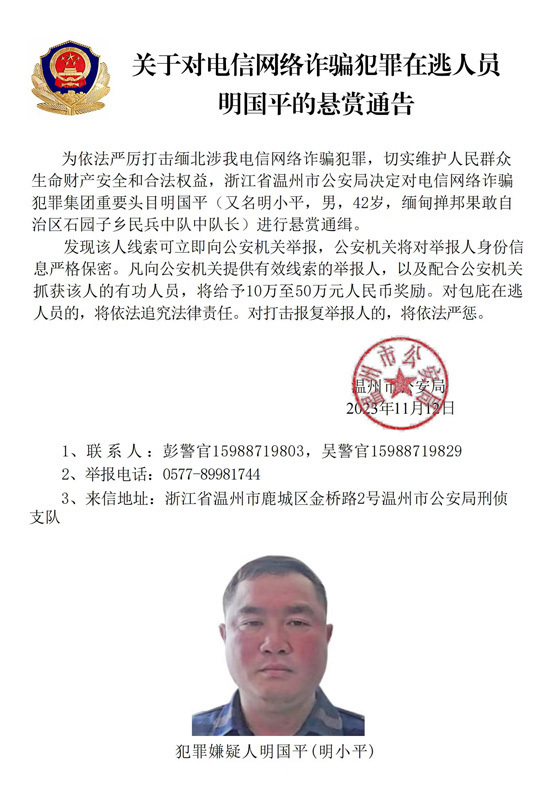 关于对电信网络诈骗犯罪在逃人员
明国平的悬赏通告
为依法严厉打击缅北涉我电信网络诈骗犯罪，切实维护人民群众
生命财产安全和合法权益，浙江省温州市公安局决定对电信网络诈骗
犯罪集团重要头目明国平（又名明小平，男，42岁，缅甸掸邦果敢自
治区石园子乡民兵中队中队长）进行悬赏通缉。
发现该人线索可立即向公安机关举报，公安机关将对举报人身份信
息严格保密。凡向公安机关提供有效线索的举报人，以及配合公安机关
抓获该人的有功人员，将给予10万至50万元人民币奖励。对包庇在逃
人员的，将依法追究法律责任。对打击报复举报人的，将依法严惩。
温州市公安局
温州市公安局
2023年11月12日
1、联系人：彭警官15988719803，吴警官15988719829
2、举报电话：0577-89981744
3、来信地址：浙江省温州市鹿城区金桥路2号温州市公安局刑侦
支队
犯罪嫌疑人明国平(明小平)